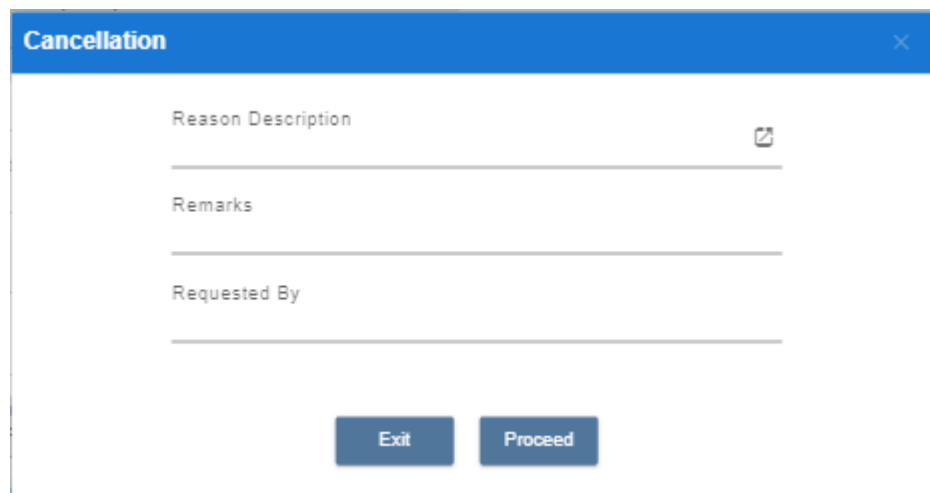 Cancellation
Reason Description
Remarks
Requested By
Exit Proceed